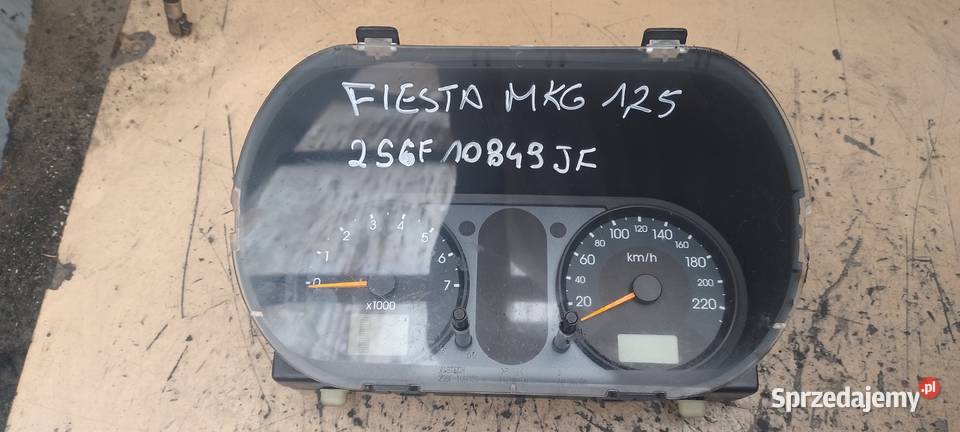 FIESTA MK6 1,25
2S6F 10849 JF
0 1 2 3 4 5 6 7
x1000
20 40 60 80 100 120 140 160 180 200 220
km/h
VISTEON
Sprzedajemy.pl